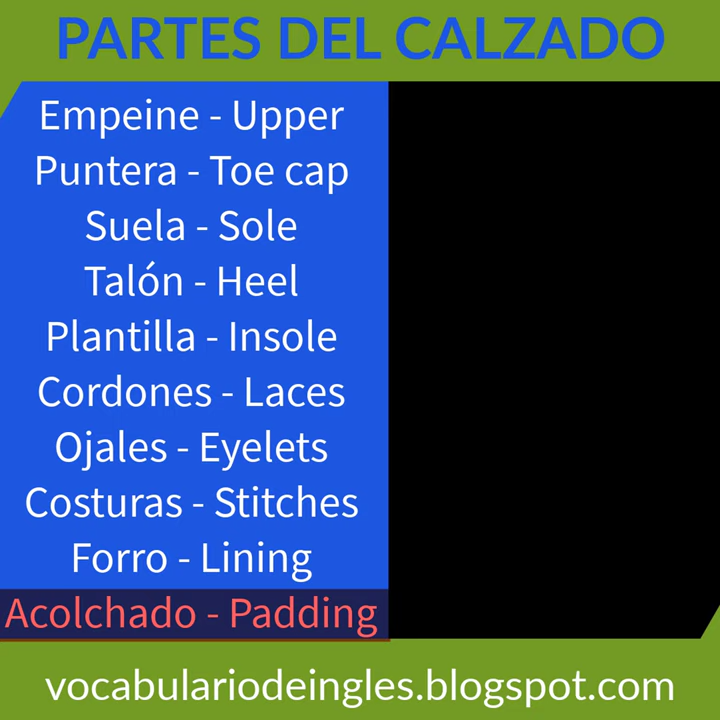 PARTES DEL CALZADO
Empeine - Upper
Puntera - Toe cap
Suela - Sole
Talón - Heel
Plantilla - Insole
Cordones - Laces
Ojales - Eyelets
Costuras - Stitches
Forro - Lining
Acolchado - Padding
vocabulariodeingles.blogspot.com